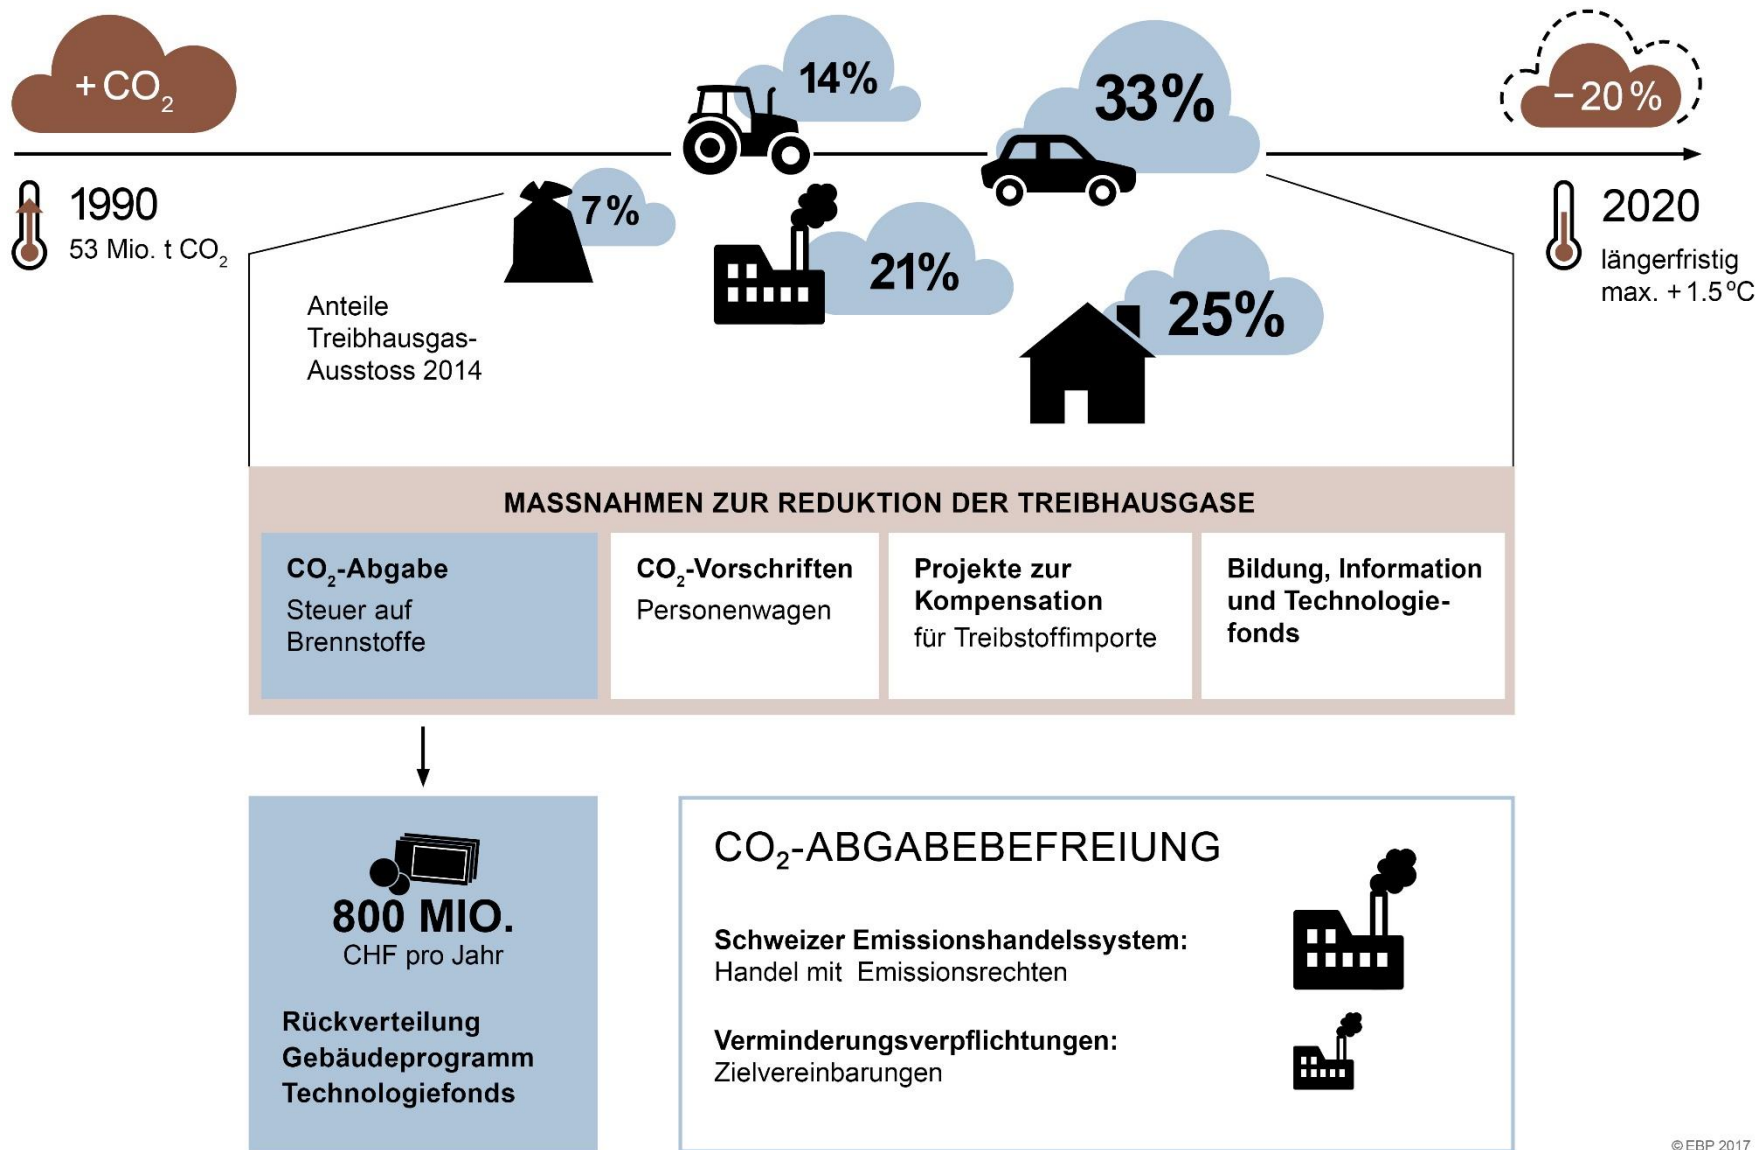 + CO₂
14%
33%
− 20 %
1990
53 Mio. t CO₂
7%
21%
25%
2020
längerfristig
max. + 1.5 °C
Anteile
Treibhausgas-
Ausstoss 2014
MASSNAHMEN ZUR REDUKTION DER TREIBHAUSGASE
CO₂-Abgabe
Steuer auf
Brennstoffe
CO₂-Vorschriften
Personenwagen
Projekte zur
Kompensation
für Treibstoffimporte
Bildung, Information
und Technologie-
fonds
800 MIO.
CHF pro Jahr
Rückverteilung
Gebäudeprogramm
Technologiefonds
CO₂-ABGABEBEFREIUNG
Schweizer Emissionshandelssystem:
Handel mit Emissionsrechten
Verminderungsverpflichtungen:
Zielvereinbarungen
© EBP 2017